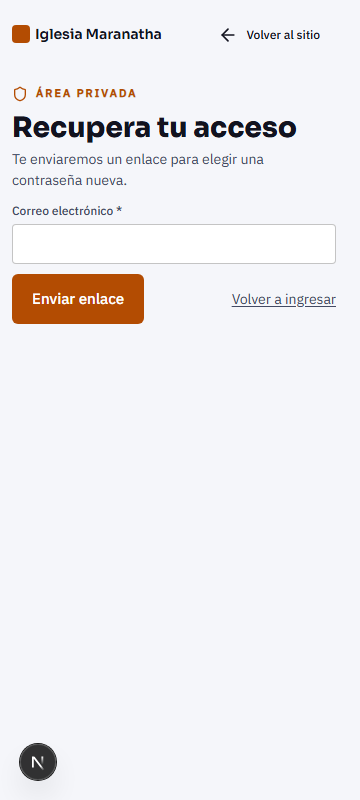 Iglesia Maranatha
Volver al sitio
ÁREA PRIVADA
Recupera tu acceso
Te enviaremos un enlace para elegir una
contraseña nueva.
Correo electrónico *
Enviar enlace
Volver a ingresar
N